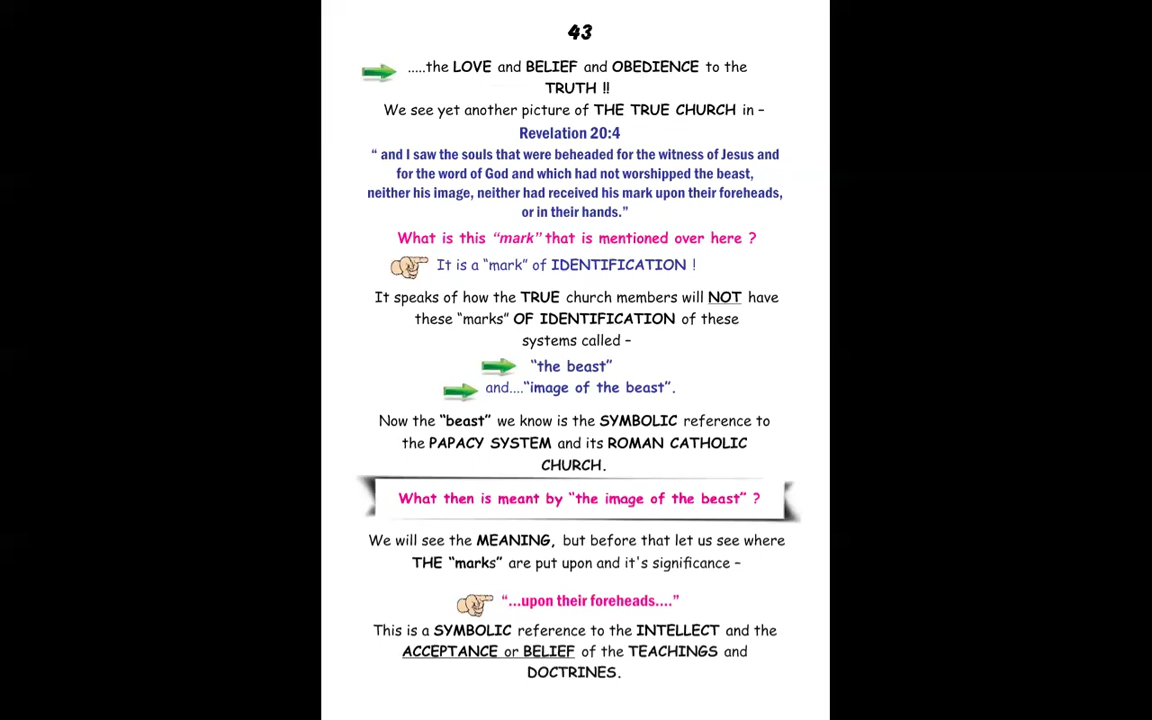 43
.....the LOVE and BELIEF and OBEDIENCE to the
TRUTH !!
We see yet another picture of THE TRUE CHURCH in –
Revelation 20:4
“ and I saw the souls that were beheaded for the witness of Jesus and
for the word of God and which had not worshipped the beast,
neither his image, neither had received his mark upon their foreheads,
or in their hands.”
What is this “mark” that is mentioned over here ?
It is a “mark” of IDENTIFICATION !
It speaks of how the TRUE church members will NOT have
these “marks” OF IDENTIFICATION of these
systems called –
“the beast”
and....“image of the beast”.
Now the “beast” we know is the SYMBOLIC reference to
the PAPACY SYSTEM and its ROMAN CATHOLIC
CHURCH.
What then is meant by “the image of the beast” ?
We will see the MEANING, but before that let us see where
THE “marks” are put upon and it's significance –
“...upon their foreheads....”
This is a SYMBOLIC reference to the INTELLECT and the
ACCEPTANCE or BELIEF of the TEACHINGS and
DOCTRINES.